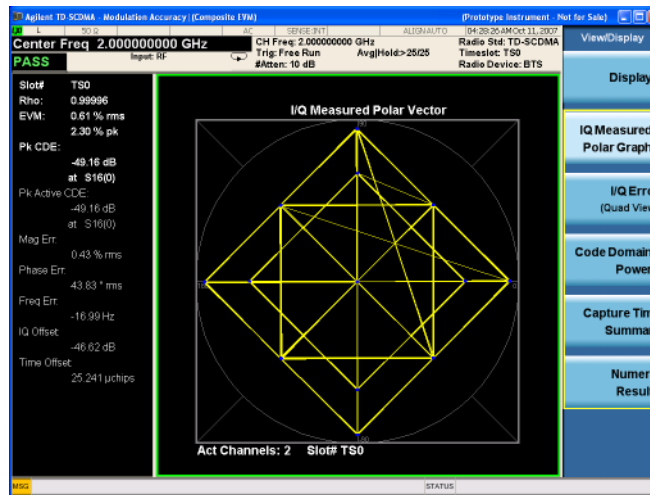 Agilent TD-SCDMA - Modulation Accuracy (Composite EVM) (Prototype Instrument - Not for Sale)
L 50 Ω AC SENSE:INT ALIGNAUTO 04:28:26 AM Oct 11, 2007
Center Freq 2.000000000 GHz
PASS
Input: RF
CH Freq: 2.000000000 GHz
Trig: Free Run Avg|Hold:>25/25
#Atten: 10 dB
Radio Std: TD-SCDMA
Timeslot: TS0
Radio Device: BTS
View/Display
Slot# TS0
Rho: 0.99996
EVM: 0.61 % rms
2.30 % pk
Pk CDE:
-49.16 dB
at S16(0)
Pk Active CDE:
-49.16 dB
at S16(0)
Mag Err:
0.43 % rms
Phase Err:
43.83 ° rms
Freq Err:
-16.99 Hz
IQ Offset:
-46.62 dB
Time Offset:
25.241 µchips
I/Q Measured Polar Vector
Act Channels: 2 Slot# TS0
Display
IQ Measured
Polar Graph
I/Q Erro
(Quad View
Code Domain
Power
Capture Tim
Summa
Numer
Resul
MSG
STATUS